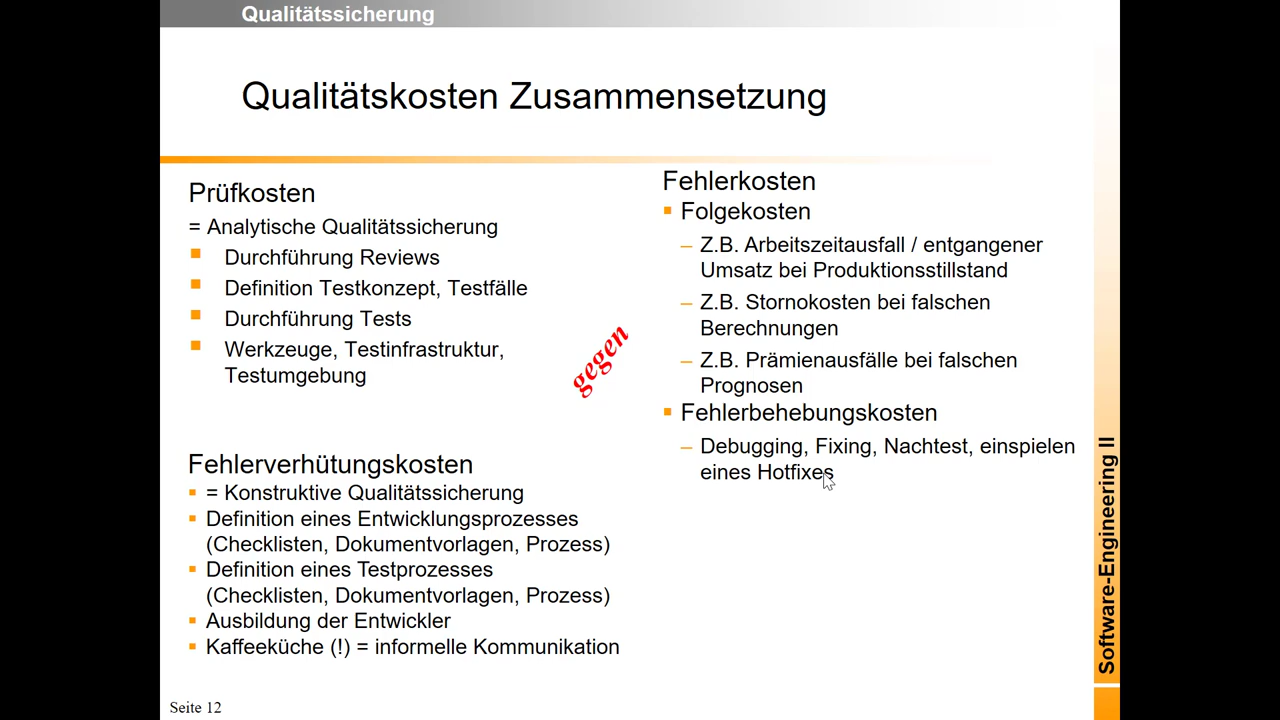 Qualitätssicherung
Qualitätskosten Zusammensetzung
Prüfkosten
= Analytische Qualitätssicherung
Durchführung Reviews
Definition Testkonzept, Testfälle
Durchführung Tests
Werkzeuge, Testinfrastruktur,
Testumgebung
Fehlerverhütungskosten
= Konstruktive Qualitätssicherung
Definition eines Entwicklungsprozesses
(Checklisten, Dokumentvorlagen, Prozess)
Definition eines Testprozesses
(Checklisten, Dokumentvorlagen, Prozess)
Ausbildung der Entwickler
Kaffeeküche (!) = informelle Kommunikation
gegen
Fehlerkosten
Folgekosten
– Z.B. Arbeitszeitausfall / entgangener
Umsatz bei Produktionsstillstand
– Z.B. Stornokosten bei falschen
Berechnungen
– Z.B. Prämienausfälle bei falschen
Prognosen
Fehlerbehebungskosten
– Debugging, Fixing, Nachtest, einspielen
eines Hotfixes
Software-Engineering II
Seite 12